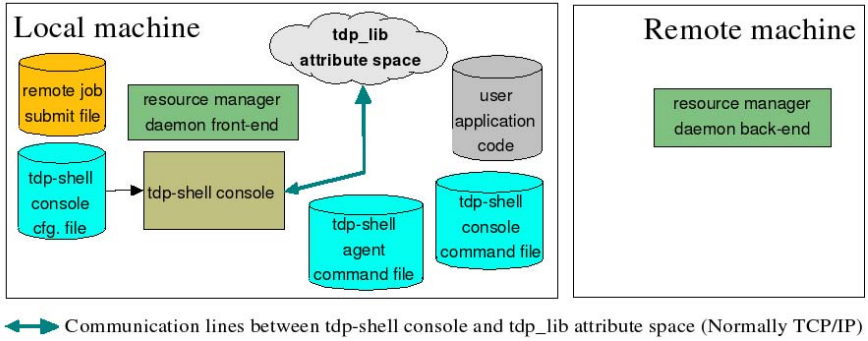 Local machine
tdp_lib
attribute space
remote job
submit file
resource manager
daemon front-end
user
application
code
tdp-shell
console
cfg. file
tdp-shell console
tdp-shell
agent
command file
tdp-shell
console
command file
Remote machine
resource manager
daemon back-end
Communication lines between tdp-shell console and tdp_lib attribute space (Normally TCP/IP)